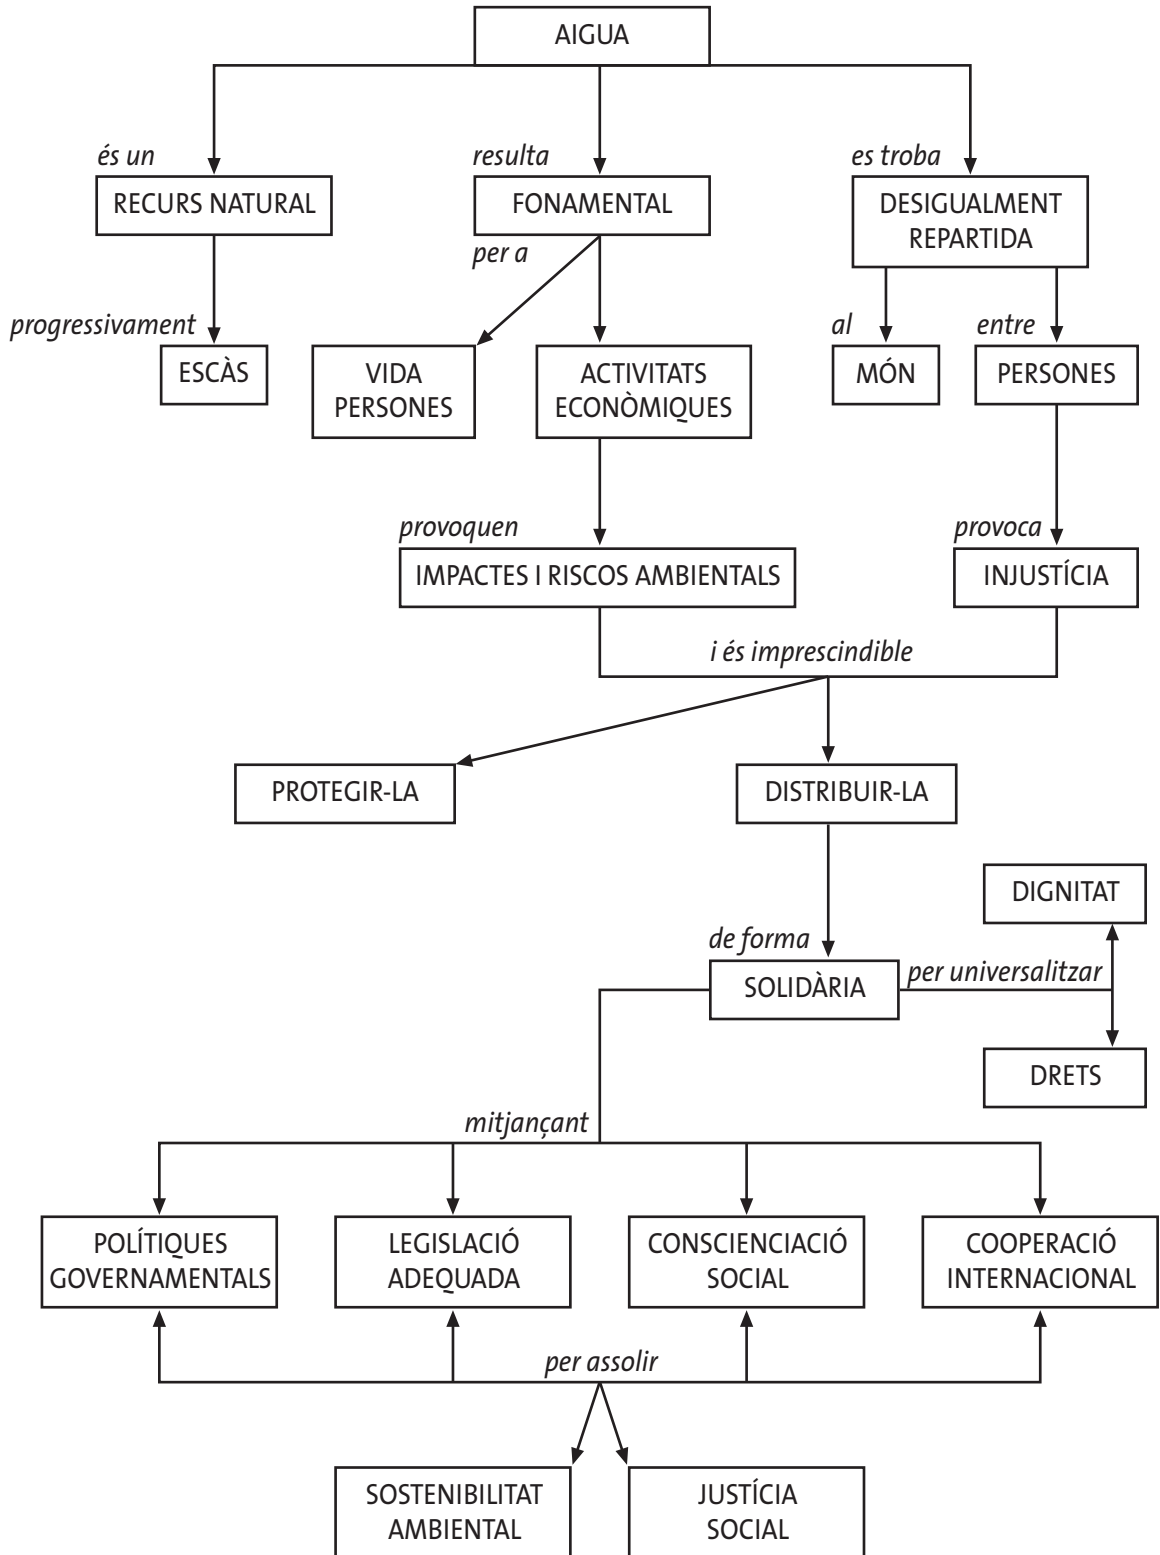 AIGUA
és un
resulta
es troba
RECURS NATURAL
FONAMENTAL
DESIGUALMENT
REPARTIDA
per a
progressivament
al
entre
ESCÀS
VIDA
PERSONES
ACTIVITATS
ECONÒMIQUES
MÓN
PERSONES
provoquen
provoca
IMPACTES I RISCOS AMBIENTALS
INJUSTÍCIA
i és imprescindible
PROTEGIR-LA
DISTRIBUIR-LA
DIGNITAT
de forma
SOLIDÀRIA
per universalitzar
DRETS
mitjançant
POLÍTIQUES
GOVERNAMENTALS
LEGISLACIÓ
ADEQUADA
CONSCIENCIACIÓ
SOCIAL
COOPERACIÓ
INTERNACIONAL
per assolir
SOSTENIBILITAT
AMBIENTAL
JUSTÍCIA
SOCIAL